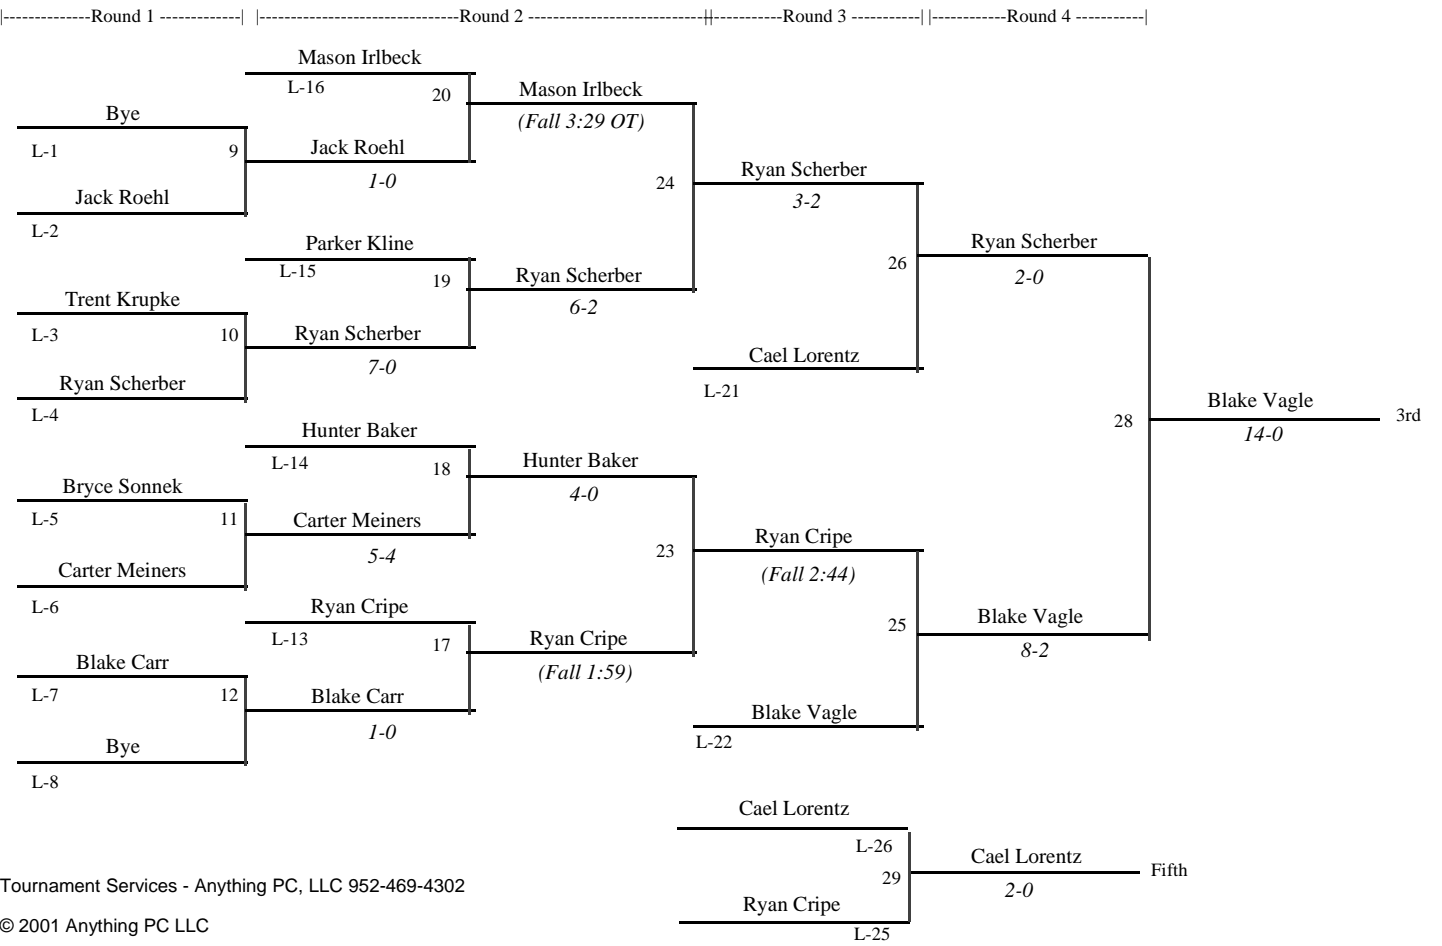 |-------------Round 1 -------------| |--------------------------------Round 2 ----------------------------||------------Round 3 -----------| |------------Round 4 -----------|
Mason Irlbeck
L-16
20
Mason Irlbeck
(Fall 3:29 OT)
Bye
L-1
9
Jack Roehl
1-0
Jack Roehl
L-2
24
Ryan Scherber
3-2
Parker Kline
L-15
19
Ryan Scherber
6-2
Trent Krupke
L-3
10
Ryan Scherber
7-0
Ryan Scherber
L-4
26
Ryan Scherber
2-0
Cael Lorentz
L-21
Hunter Baker
L-14
18
Hunter Baker
4-0
Bryce Sonnek
L-5
11
Carter Meiners
5-4
Carter Meiners
L-6
23
Ryan Cripe
(Fall 2:44)
28
Blake Vagle
14-0
3rd
Ryan Cripe
L-13
17
Ryan Cripe
(Fall 1:59)
Blake Carr
L-7
12
Blake Carr
1-0
Bye
L-8
25
Blake Vagle
8-2
Blake Vagle
L-22
Cael Lorentz
L-26
29
Cael Lorentz
2-0
Fifth
Ryan Cripe
L-25
Tournament Services - Anything PC, LLC 952-469-4302
© 2001 Anything PC LLC